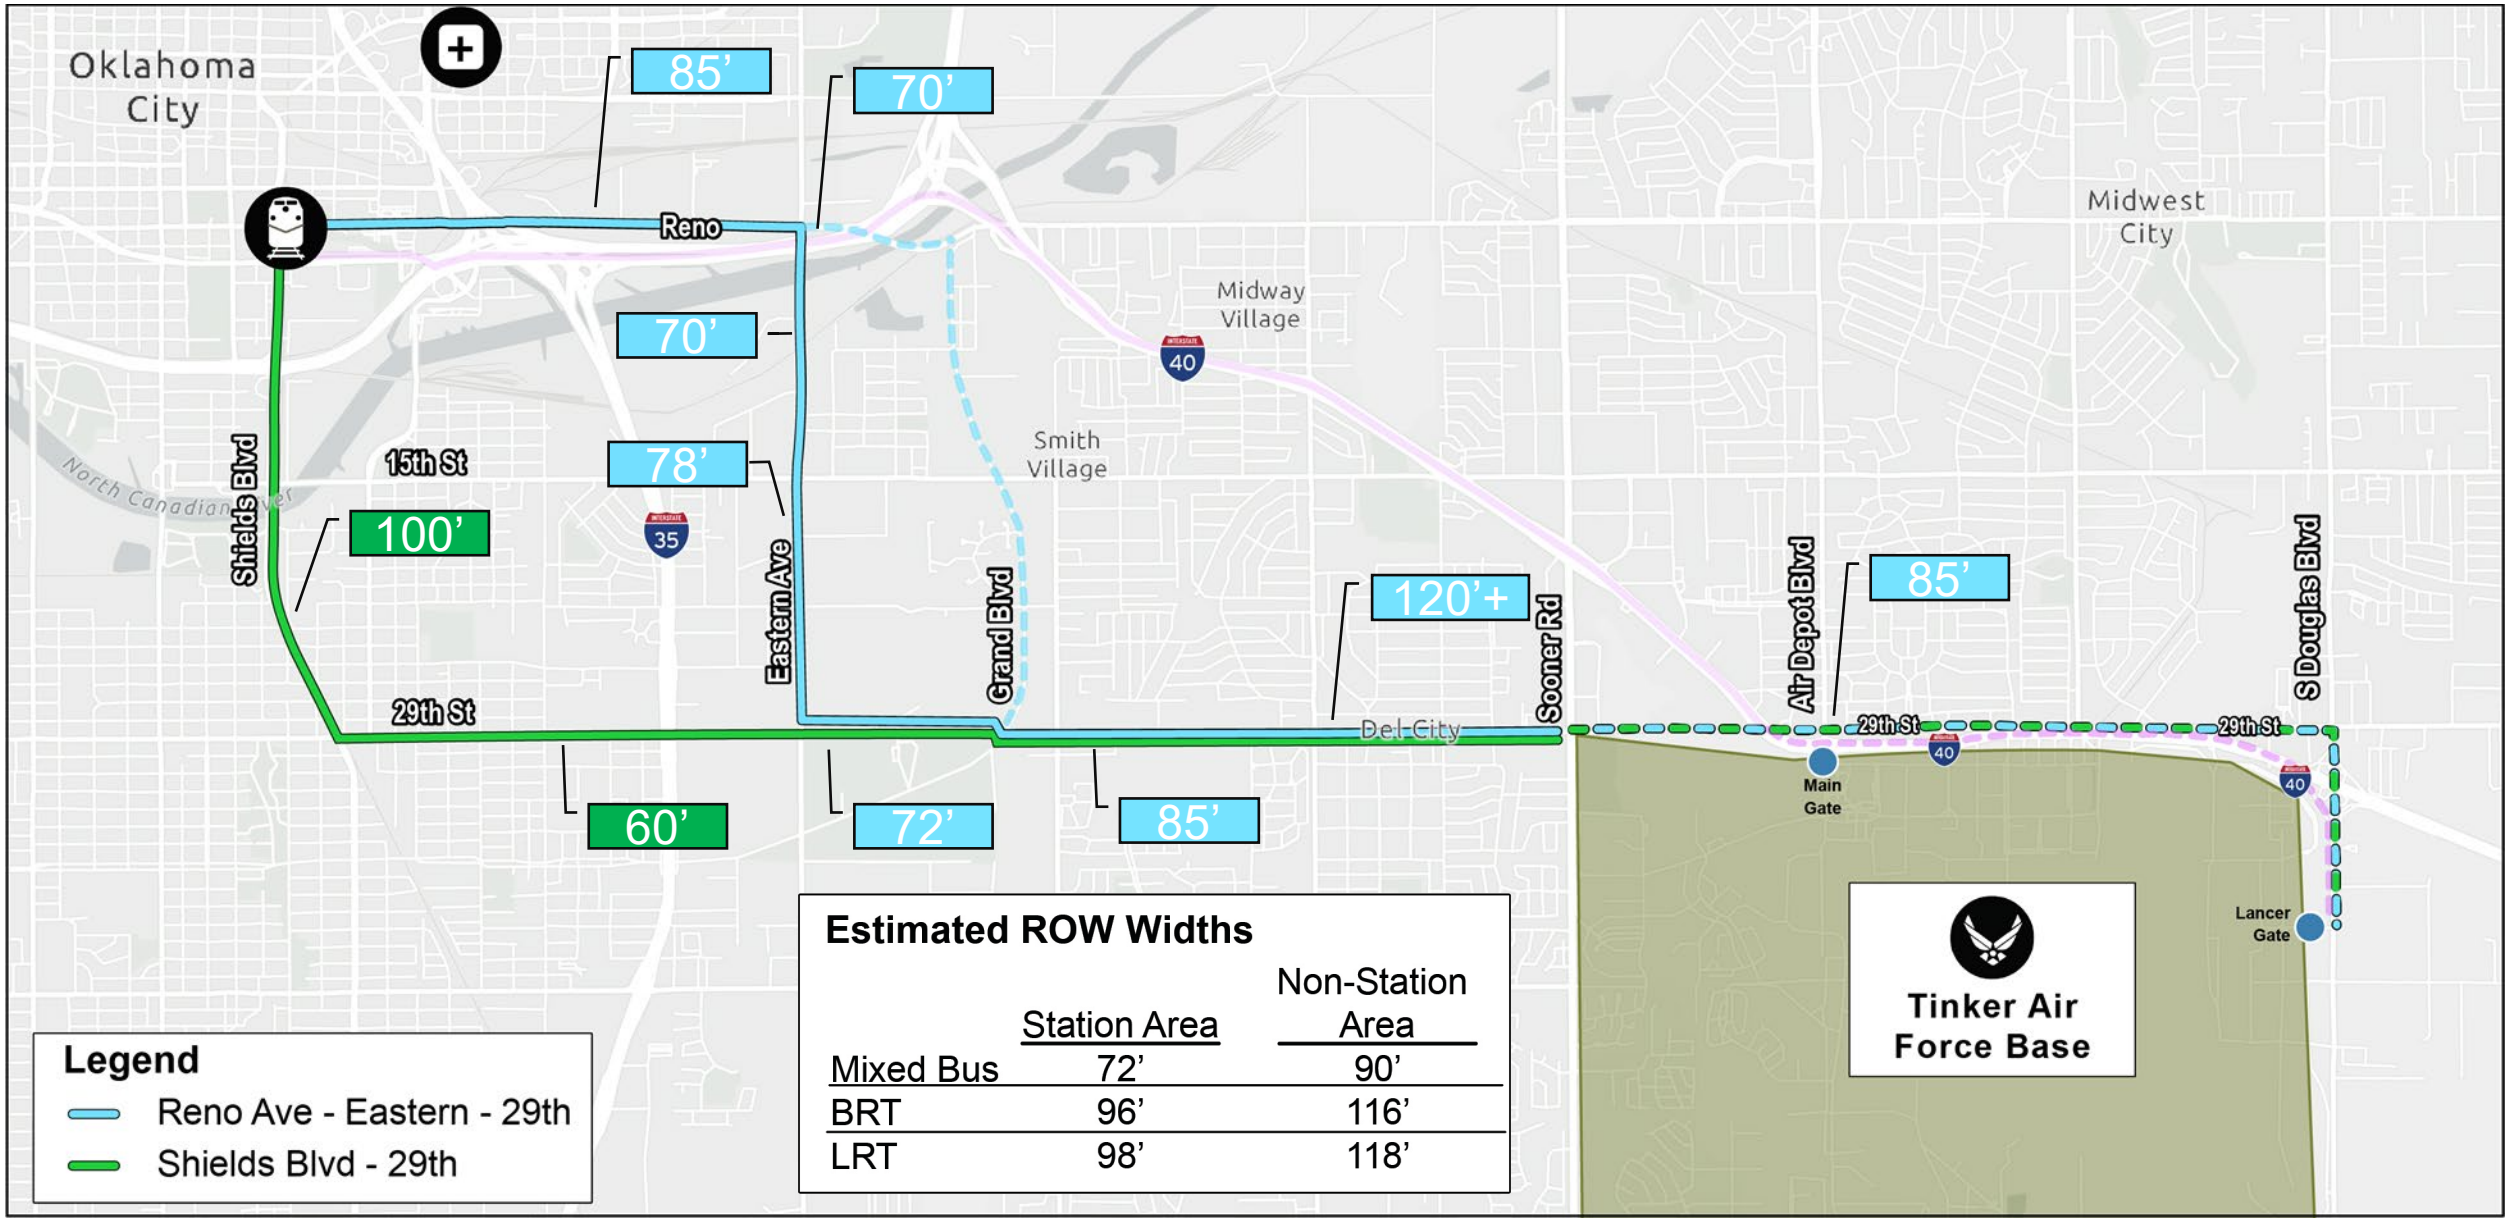 Oklahoma
City
85’
70’
Reno
Midwest
City
Midway
Village
70’
INTERSTATE
40
Smith
Village
78’
15th St
Shields Blvd
North Canadian River
100’
INTERSTATE
35
Eastern Ave
Grand Blvd
120’+
Sooner Rd
Air Depot Blvd
85’
S Douglas Blvd
29th St
Del City
29th St
29th St
40
40
Main
Gate
60’
72’
85’
Lancer
Gate
Estimated ROW Widths
Station Area
Non-Station
Area
Mixed Bus 72’ 90’
BRT 96’ 116’
LRT 98’ 118’
Tinker Air
Force Base
Legend
Reno Ave - Eastern - 29th
Shields Blvd - 29th